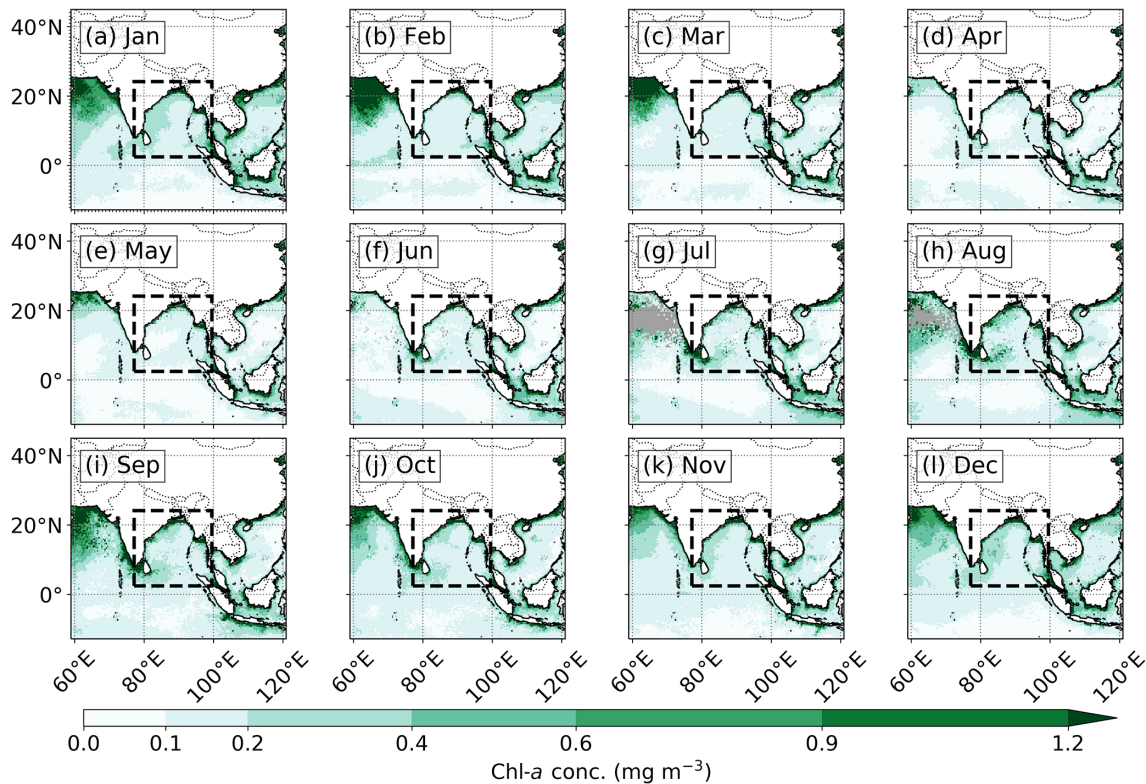 (a) Jan
(b) Feb
(c) Mar
(d) Apr
40°N
20°N
0°
(e) May
(f) Jun
(g) Jul
(h) Aug
40°N
20°N
0°
(i) Sep
(j) Oct
(k) Nov
(l) Dec
40°N
20°N
0°
60°E 80°E 100°E 120°E 60°E 80°E 100°E 120°E 60°E 80°E 100°E 120°E 60°E 80°E 100°E 120°E
0.0 0.1 0.2 0.4 0.6 0.9 1.2
Chl-a conc. (mg m⁻³)